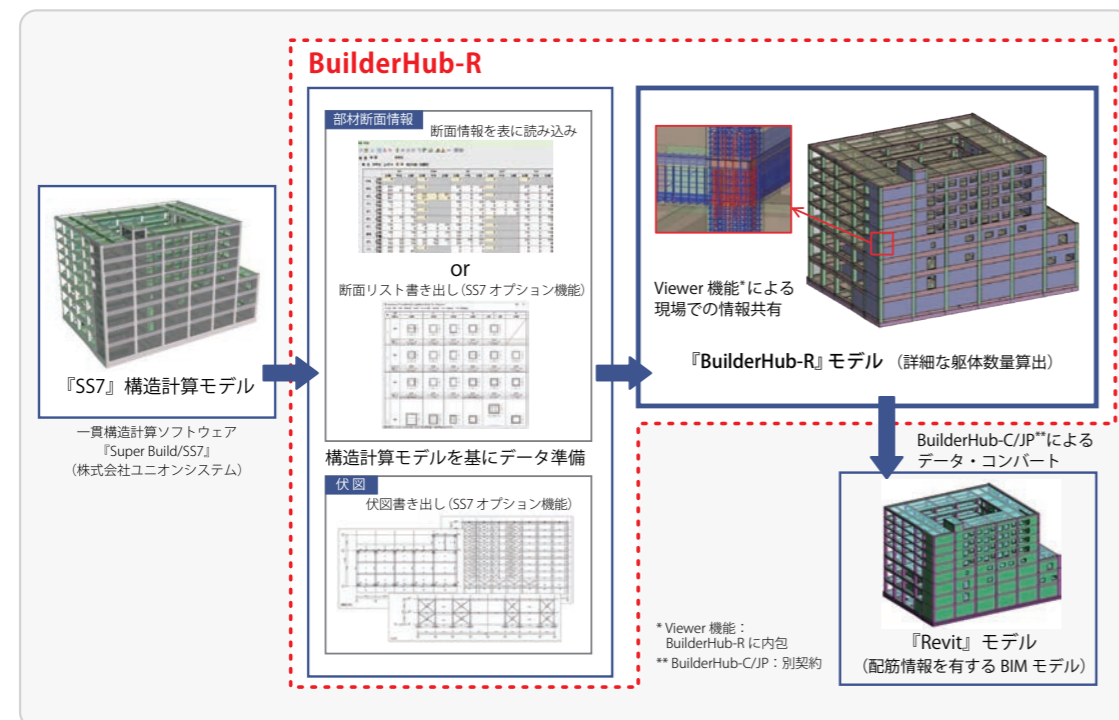 BuilderHub-R
『SS7』構造計算モデル
一貫構造計算ソフトウェア
『Super Build/SS7』
（株式会社ユニオンシステム）
部材断面情報
断面情報を表に読み込み
or
断面リスト書き出し（SS7 オプション機能）
構造計算モデルを基にデータ準備
伏図
伏図書き出し（SS7 オプション機能）
Viewer 機能*による
現場での情報共有
『BuilderHub-R』モデル （詳細な躯体数量算出）
BuilderHub-C/JP**による
データ・コンバート
『Revit』モデル
（配筋情報を有する BIM モデル）
* Viewer 機能：
BuilderHub-R に内包
** BuilderHub-C/JP：別契約